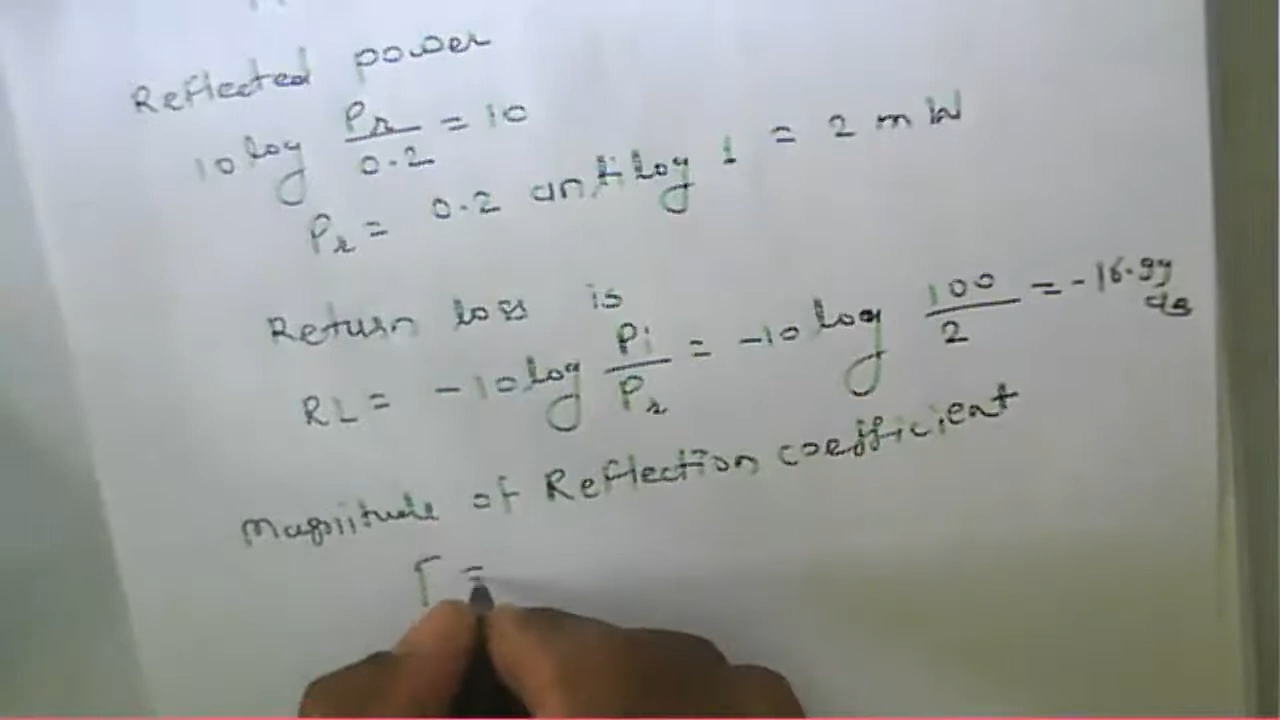 Reflected power
10 log Pr/0.2 = 10
Pr = 0.2 antilog 1 = 2 mW
Return loss is
RL = -10 log Pi/Pr = -10 log 100/2 = -16.99 dB
Magnitude of Reflection coefficient
Γ =